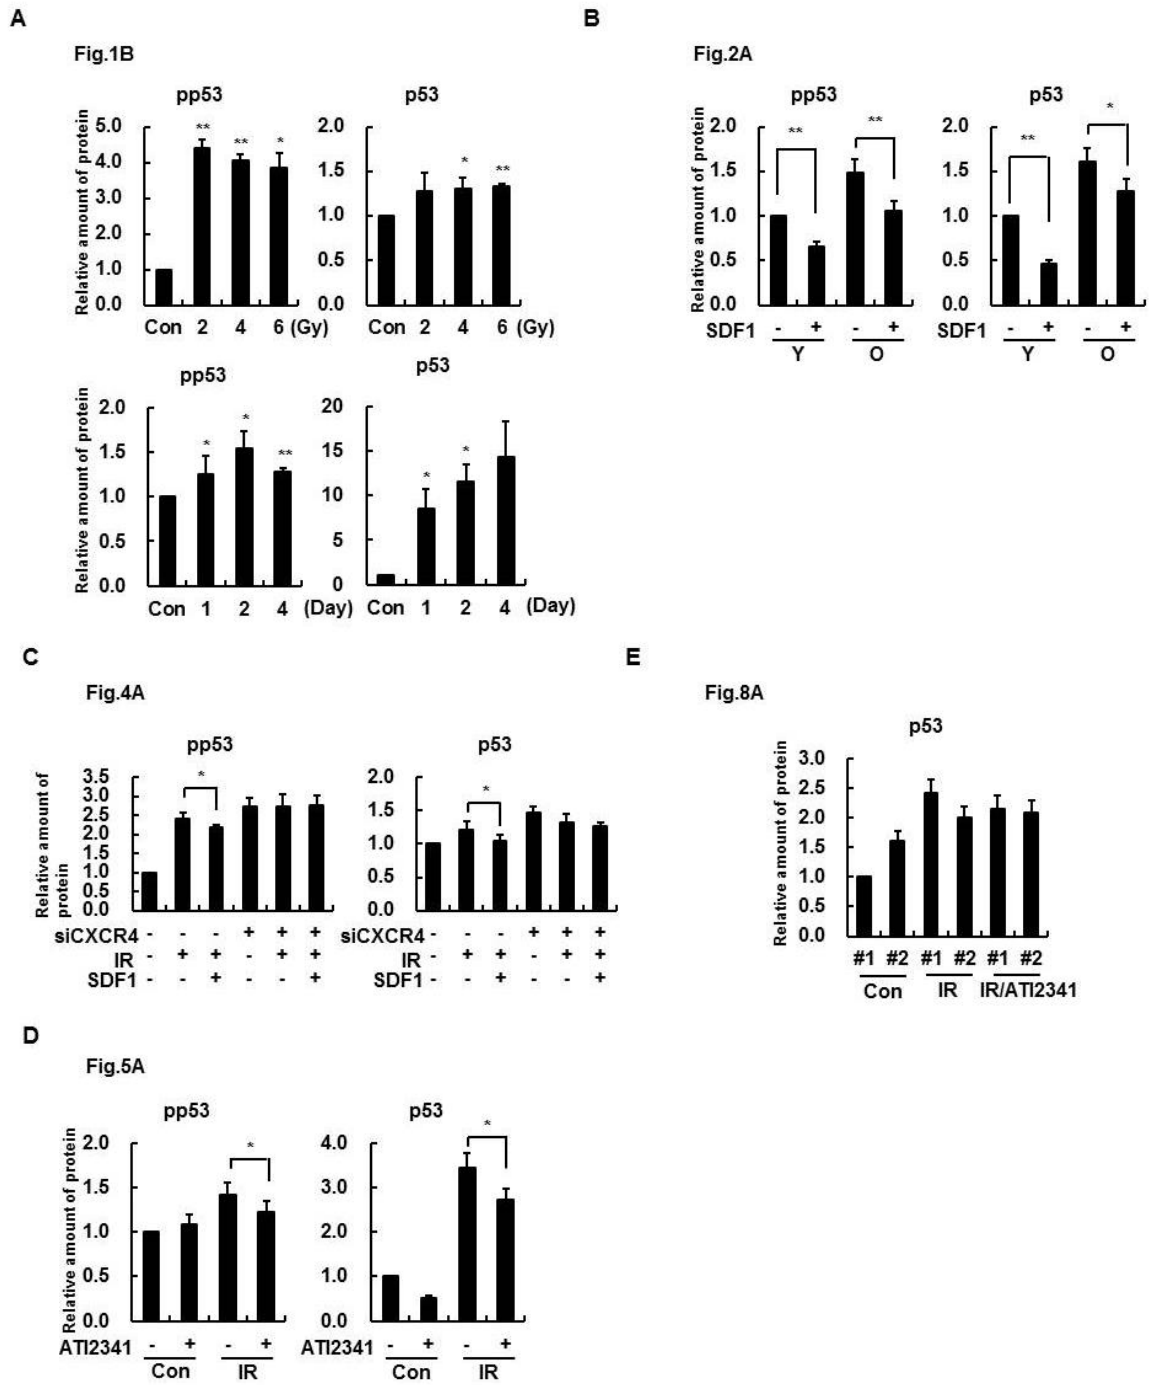 A
Fig.1B
pp53
p53
Relative amount of protein
5.0
4.0
3.0
2.0
1.0
0.0
** ** *
Con 2 4 6 (Gy)
2.0
1.5
1.0
0.5
0.0
* **
Con 2 4 6 (Gy)
pp53
p53
Relative amount of protein
2.0
1.5
1.0
0.5
0.0
* * **
Con 1 2 4 (Day)
20
15
10
5
0
* *
Con 1 2 4 (Day)
B
Fig.2A
pp53
p53
Relative amount of protein
2.0
1.5
1.0
0.5
0.0
** **
SDF1 - + - +
Y O
2.0
1.5
1.0
0.5
0.0
** *
SDF1 - + - +
Y O
C
Fig.4A
pp53
p53
Relative amount of
protein
3.5
3.0
2.5
2.0
1.5
1.0
0.5
0.0
*
siCXCR4 - - - + + +
IR - + + - + +
SDF1 - - + - - +
2.0
1.5
1.0
0.5
0.0
*
siCXCR4 - - - + + +
IR - + + - + +
SDF1 - - + - - +
E
Fig.8A
p53
Relative amount of protein
3.0
2.5
2.0
1.5
1.0
0.5
0.0
#1 #2 #1 #2 #1 #2
Con IR IR/ATI2341
D
Fig.5A
pp53
p53
Relative amount of protein
2.0
1.5
1.0
0.5
0.0
*
ATI2341 - + - +
Con IR
4.0
3.0
2.0
1.0
0.0
*
ATI2341 - + - +
Con IR